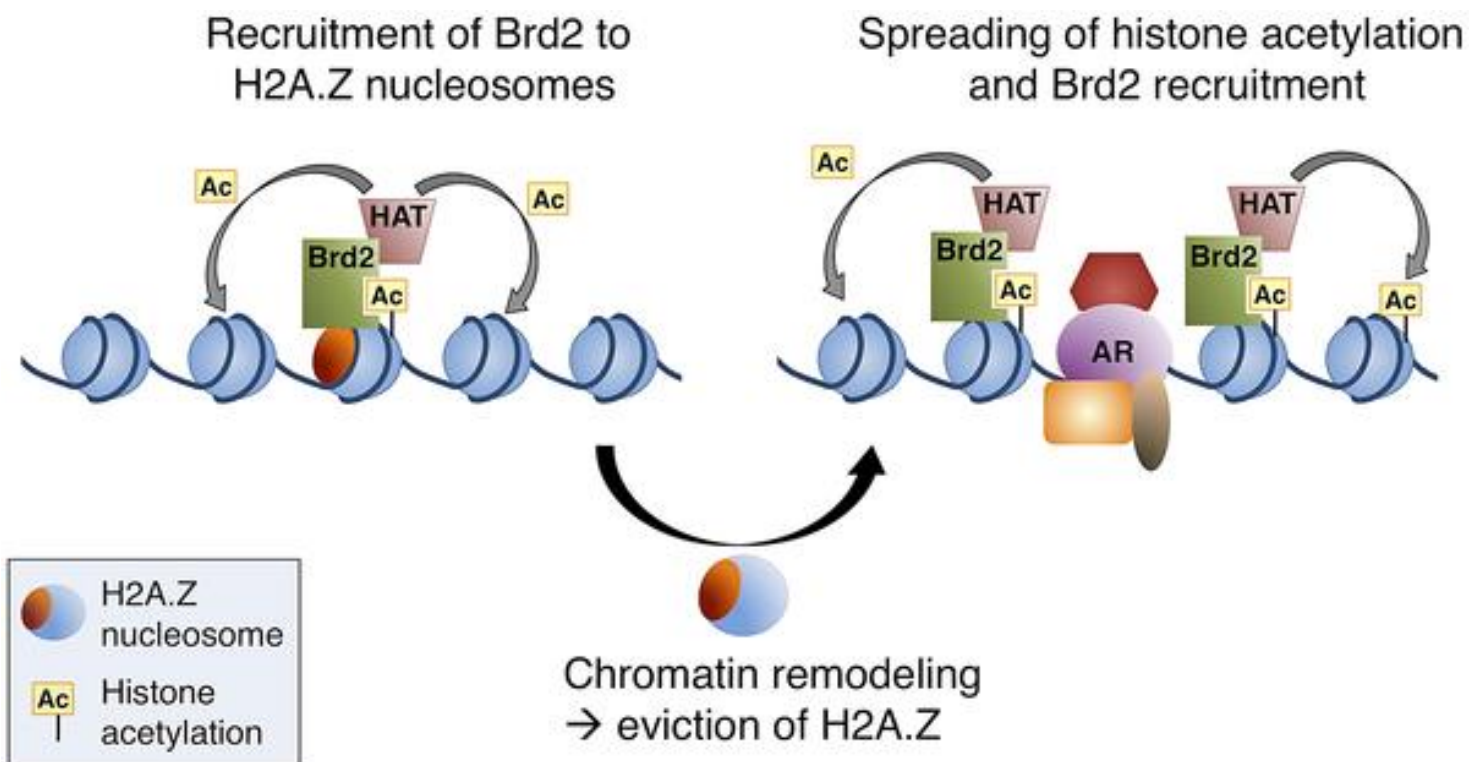 Recruitment of Brd2 to
H2A.Z nucleosomes
Ac
HAT
Ac
Brd2
Ac
Spreading of histone acetylation
and Brd2 recruitment
Ac
HAT
HAT
Brd2
Brd2
Ac
Ac
Ac
AR
Chromatin remodeling
→ eviction of H2A.Z
H2A.Z
nucleosome
Ac
Histone
acetylation